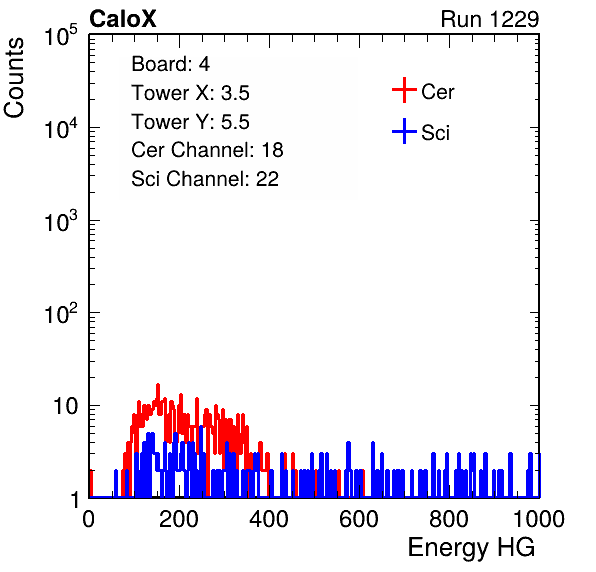 CaloX Run 1229
Counts
10^5
10^4
10^3
10^2
10
1
Board: 4
Tower X: 3.5
Tower Y: 5.5
Cer Channel: 18
Sci Channel: 22
Cer
Sci
0 200 400 600 800 1000
Energy HG